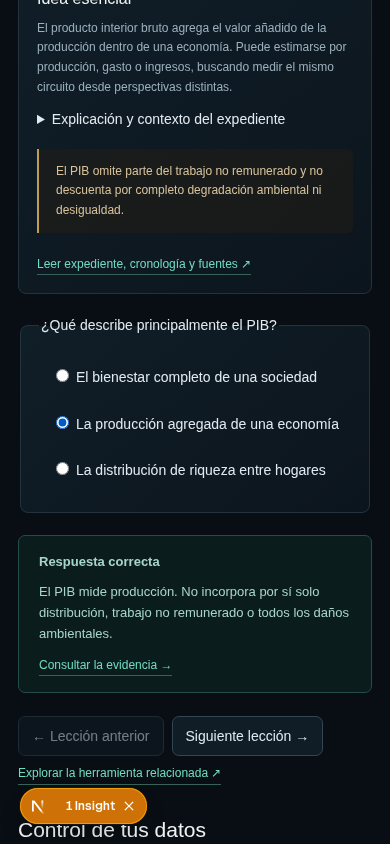 Idea esencial
El producto interior bruto agrega el valor añadido de la
producción dentro de una economía. Puede estimarse por
producción, gasto o ingresos, buscando medir el mismo
circuito desde perspectivas distintas.
▶ Explicación y contexto del expediente
El PIB omite parte del trabajo no remunerado y no
descuenta por completo degradación ambiental ni
desigualdad.
Leer expediente, cronología y fuentes ↗
¿Qué describe principalmente el PIB?
El bienestar completo de una sociedad
La producción agregada de una economía
La distribución de riqueza entre hogares
Respuesta correcta
El PIB mide producción. No incorpora por sí solo
distribución, trabajo no remunerado o todos los daños
ambientales.
Consultar la evidencia →
← Lección anterior
Siguiente lección →
Explorar la herramienta relacionada ↗
N 1 Insight ×
Control de tus datos